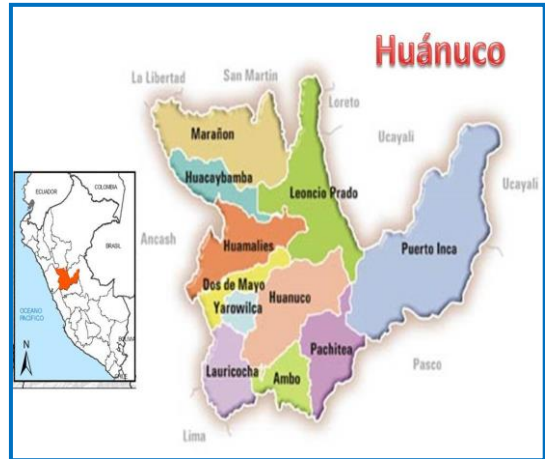 Huánuco
La Libertad
San Martin
Loreto
Marañon
Ucayali
Huacaybamba
Leoncio Prado
Ucayali
Ancash
Huamalies
Puerto Inca
Dos de Mayo
Huanuco
Yarowilca
Pachitea
Lauricocha
Ambo
Pasco
Lima
ECUADOR
COLOMBIA
BRASIL
OCEANO
PACÍFICO
N